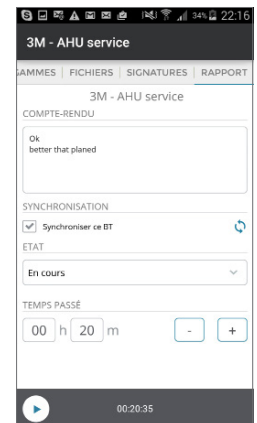 34% 22:16
3M - AHU service
GAMMES FICHIERS SIGNATURES RAPPORT
3M - AHU service
COMPTE-RENDU
Ok
better that planed
SYNCHRONISATION
Synchroniser ce BT
ETAT
En cours
TEMPS PASSÉ
00 h 20 m - +
00:20:35